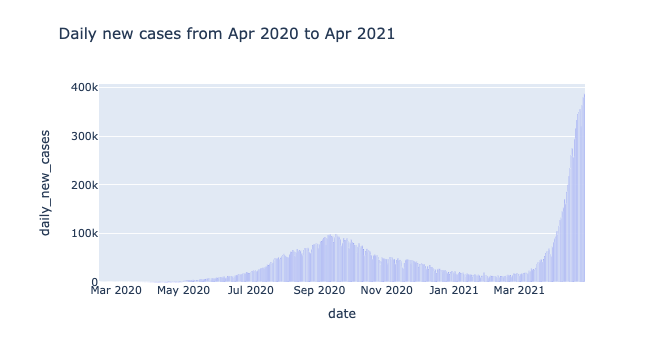 Daily new cases from Apr 2020 to Apr 2021
400k
300k
200k
100k
0
daily_new_cases
Mar 2020 May 2020 Jul 2020 Sep 2020 Nov 2020 Jan 2021 Mar 2021
date